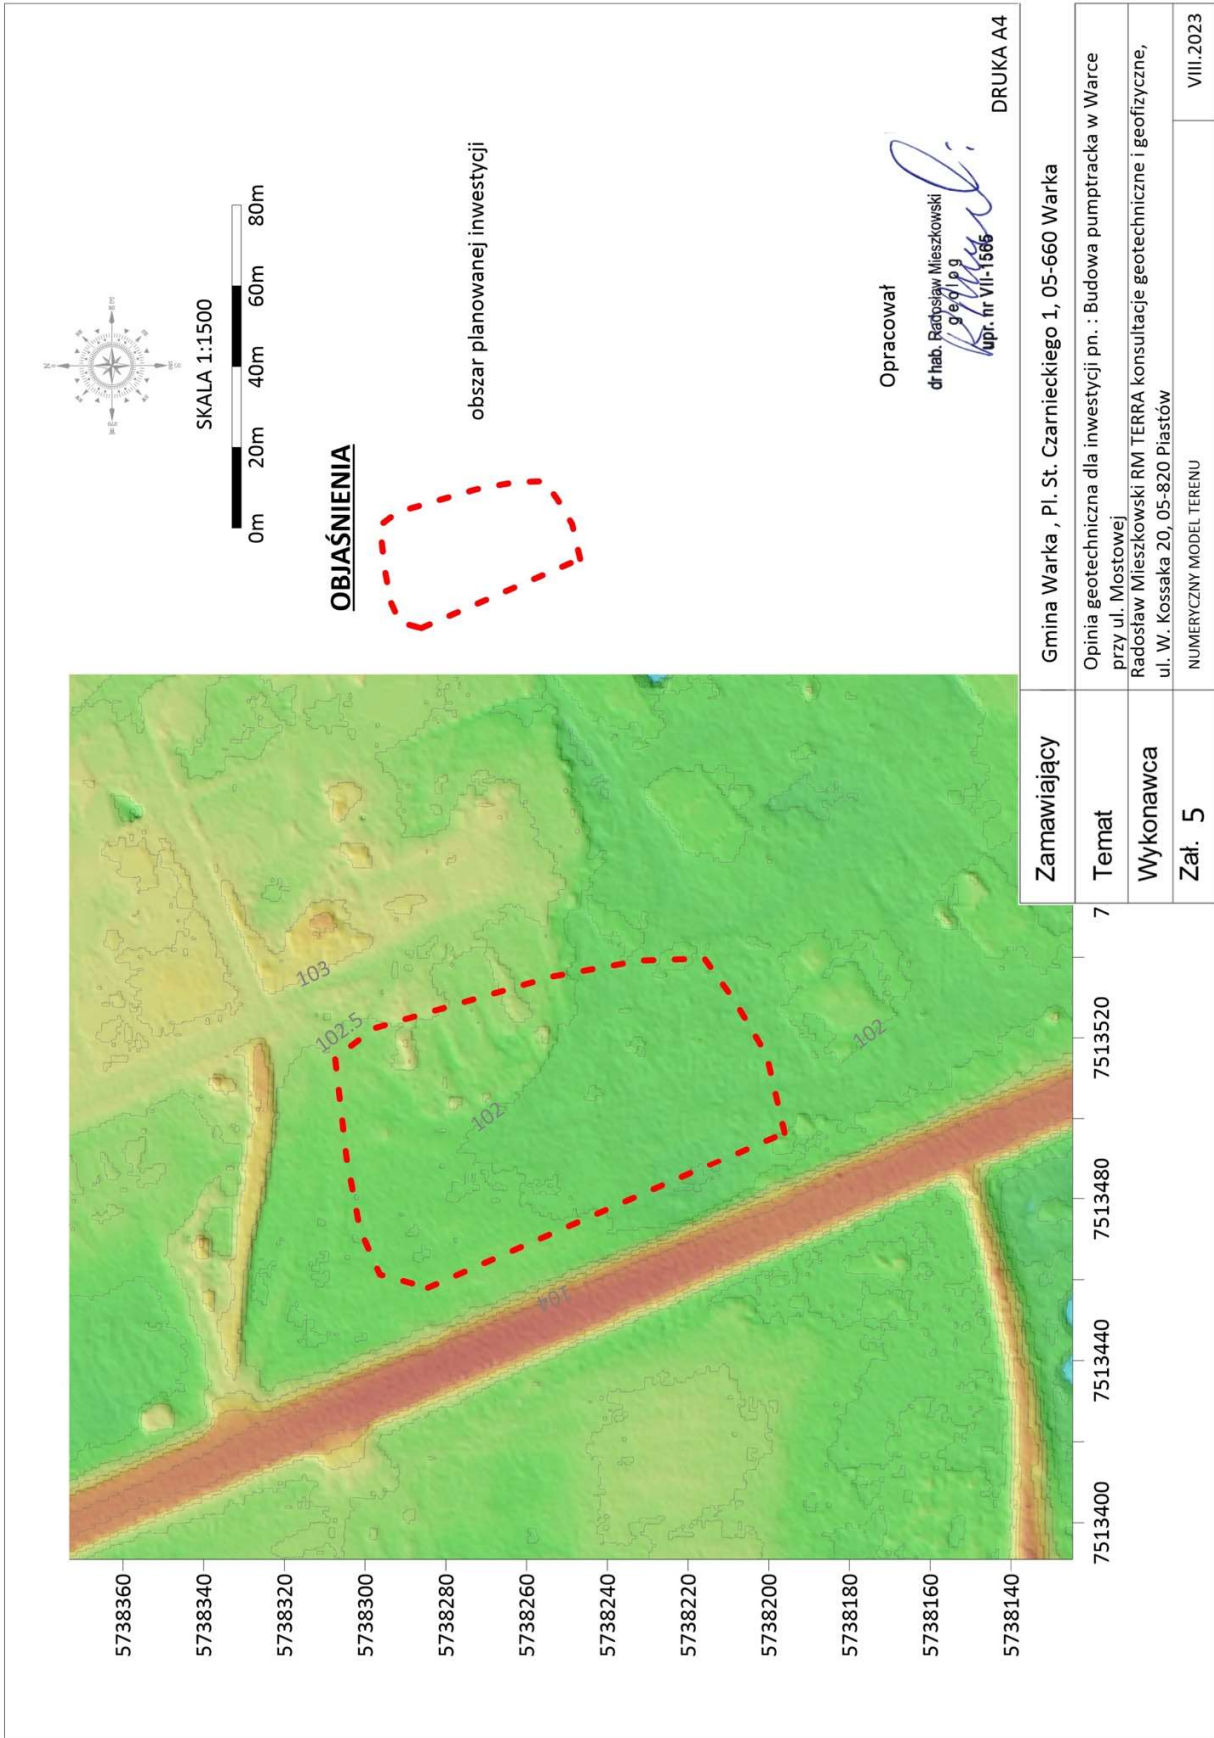 SKALA 1:1500
0m 20m 40m 60m 80m
OBJAŚNIENIA
obszar planowanej inwestycji
5738360
5738340
5738320
5738300
5738280
5738260
5738240
5738220
5738200
5738180
5738160
5738140
7513400 7513440 7513480 7513520 7
103
102.5
102
102
104
Opracował
dr hab. Radosław Mieszkowski
geolog
upr. nr VII-1565
DRUKA A4
Zamawiający
Gmina Warka , Pl. St. Czarnieckiego 1, 05-660 Warka
Temat
Opinia geotechniczna dla inwestycji pn. : Budowa pumptracka w Warce
przy ul. Mostowej
Wykonawca
Radosław Mieszkowski RM TERRA konsultacje geotechniczne i geofizyczne,
ul. W. Kossaka 20, 05-820 Piastów
Zał. 5
NUMERYCZNY MODEL TERENU
VIII.2023